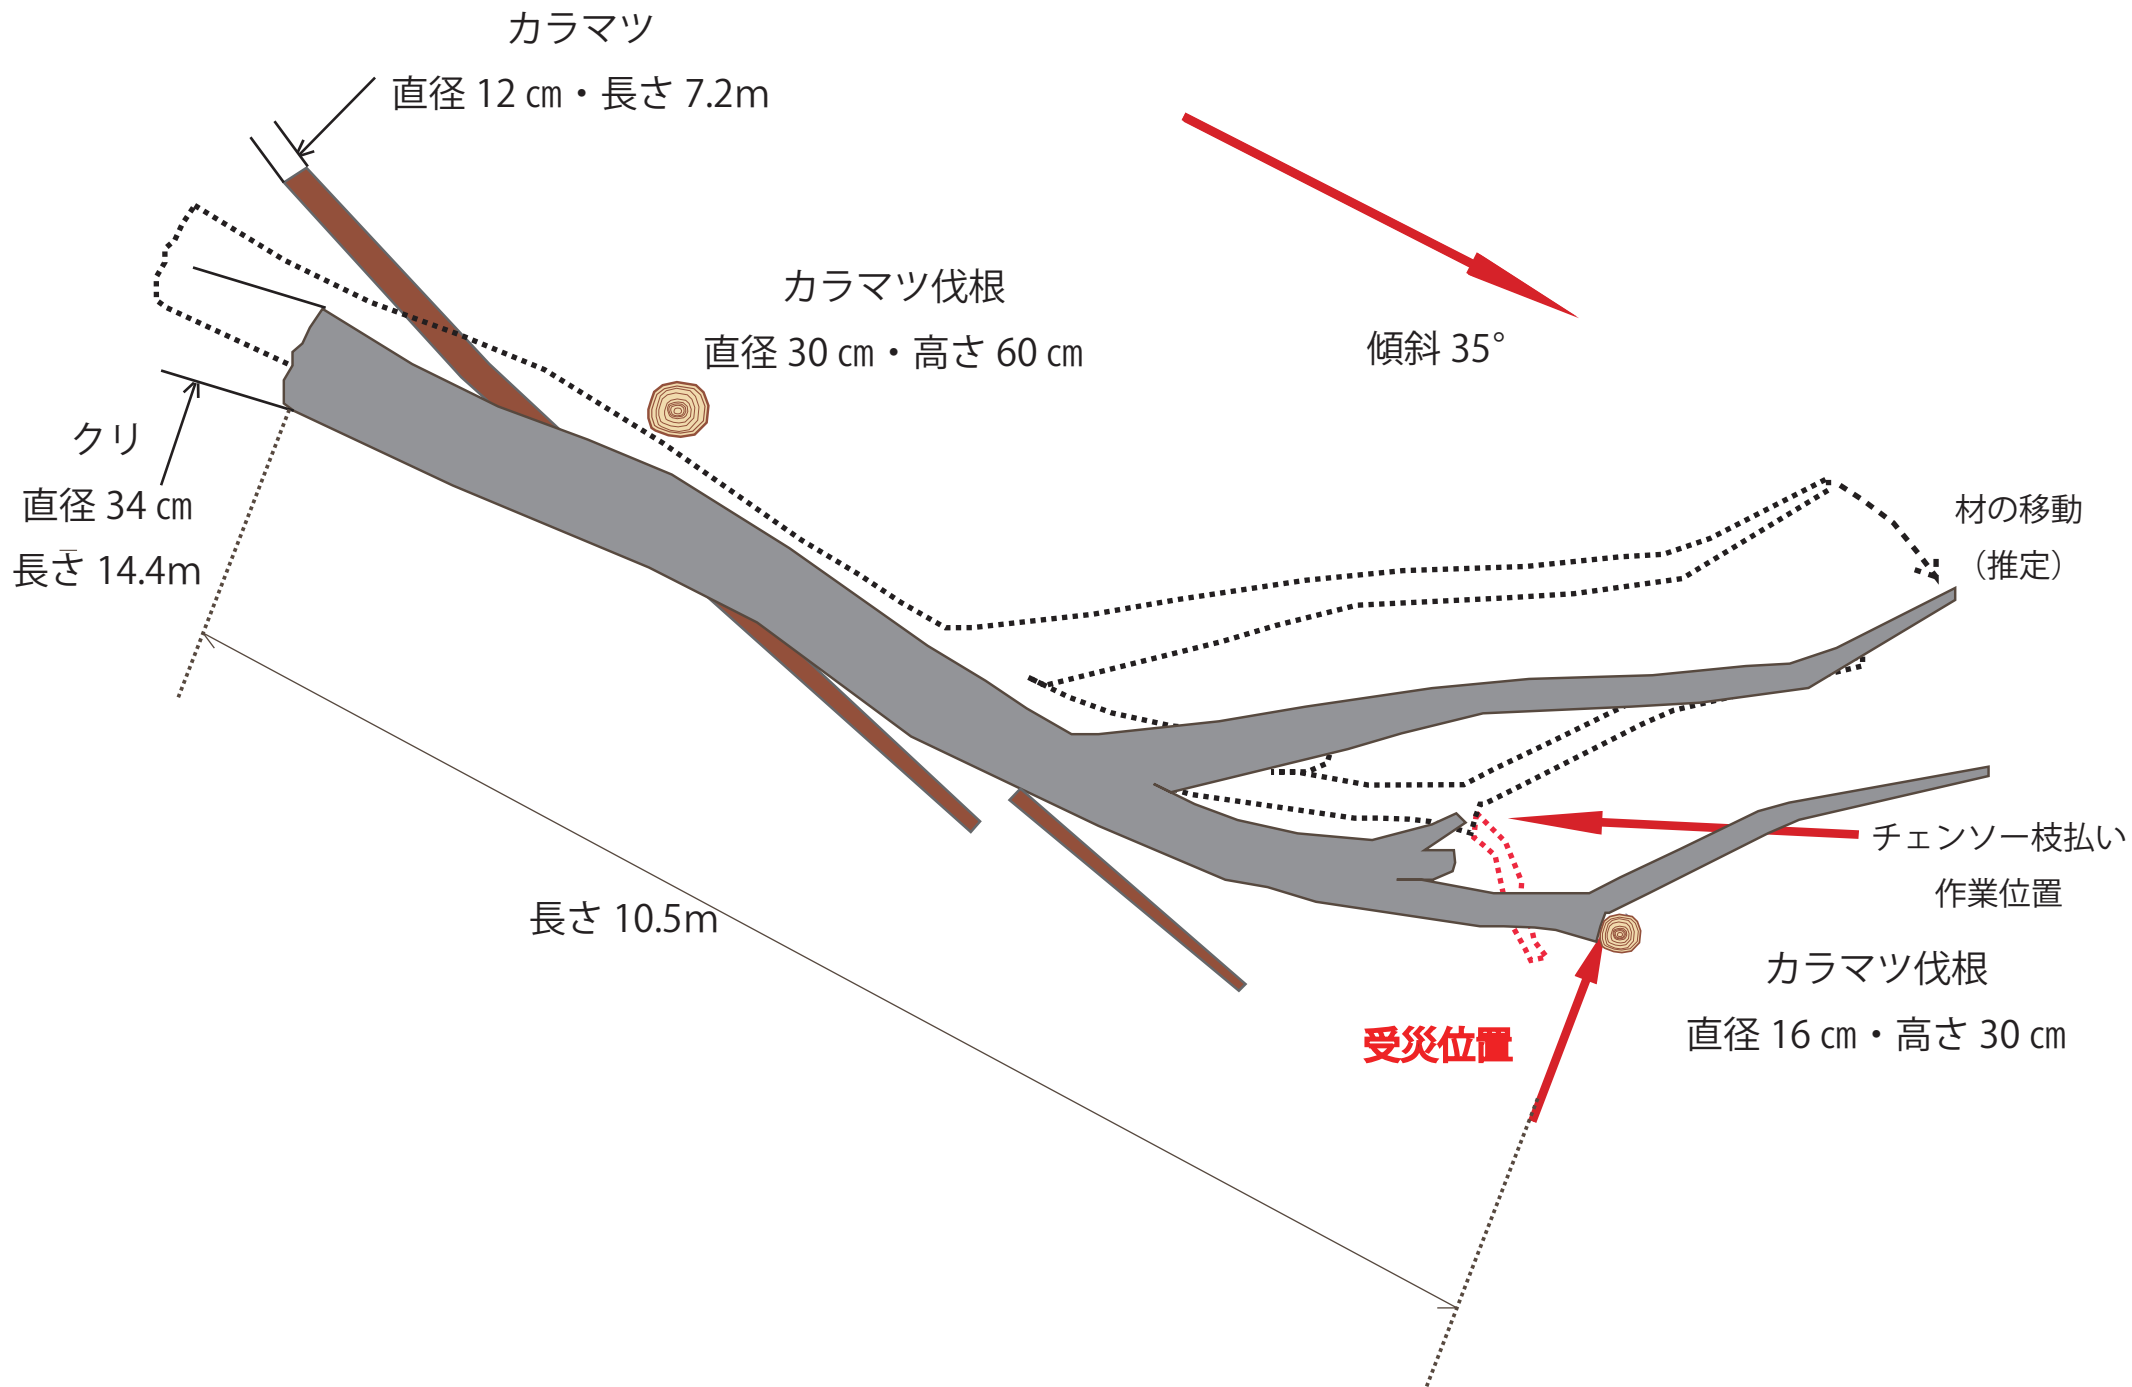 カラマツ
直径 12 ㎝・長さ 7.2m
カラマツ伐根
直径 30 ㎝・高さ 60 ㎝
傾斜 35°
クリ
直径 34 ㎝
長さ 14.4m
材の移動
（推定）
チェンソー枝払い
作業位置
長さ 10.5m
カラマツ伐根
直径 16 ㎝・高さ 30 ㎝
受災位置